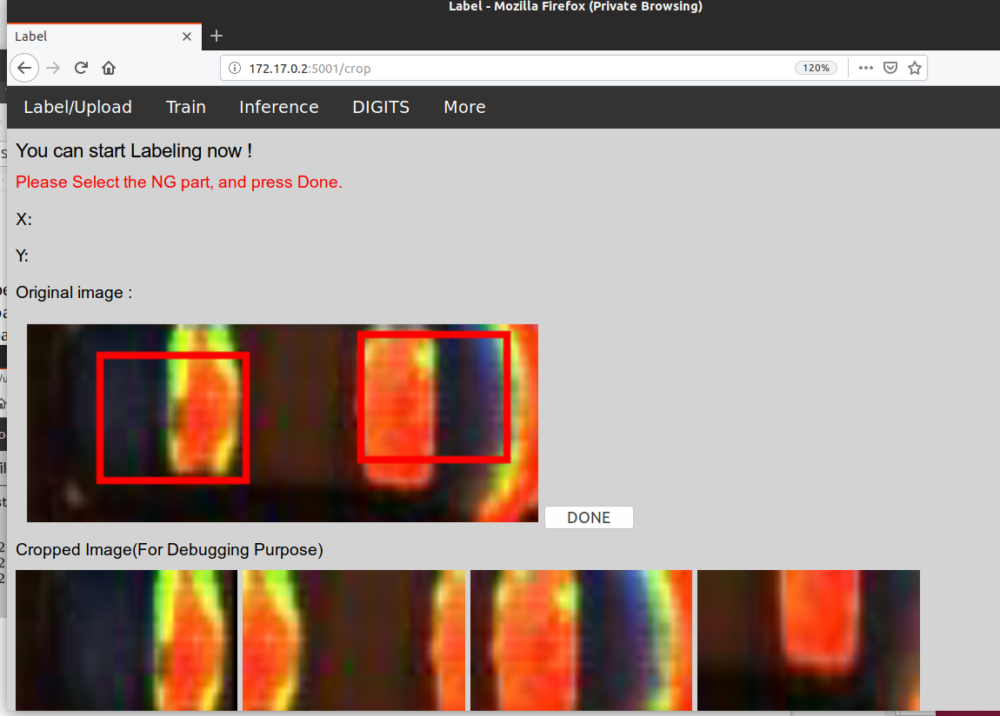 Label - Mozilla Firefox (Private Browsing)
Label
172.17.0.2:5001/crop
120%
Label/Upload Train Inference DIGITS More
You can start Labeling now !
Please Select the NG part, and press Done.
X:
Y:
Original image :
DONE
Cropped Image(For Debugging Purpose)